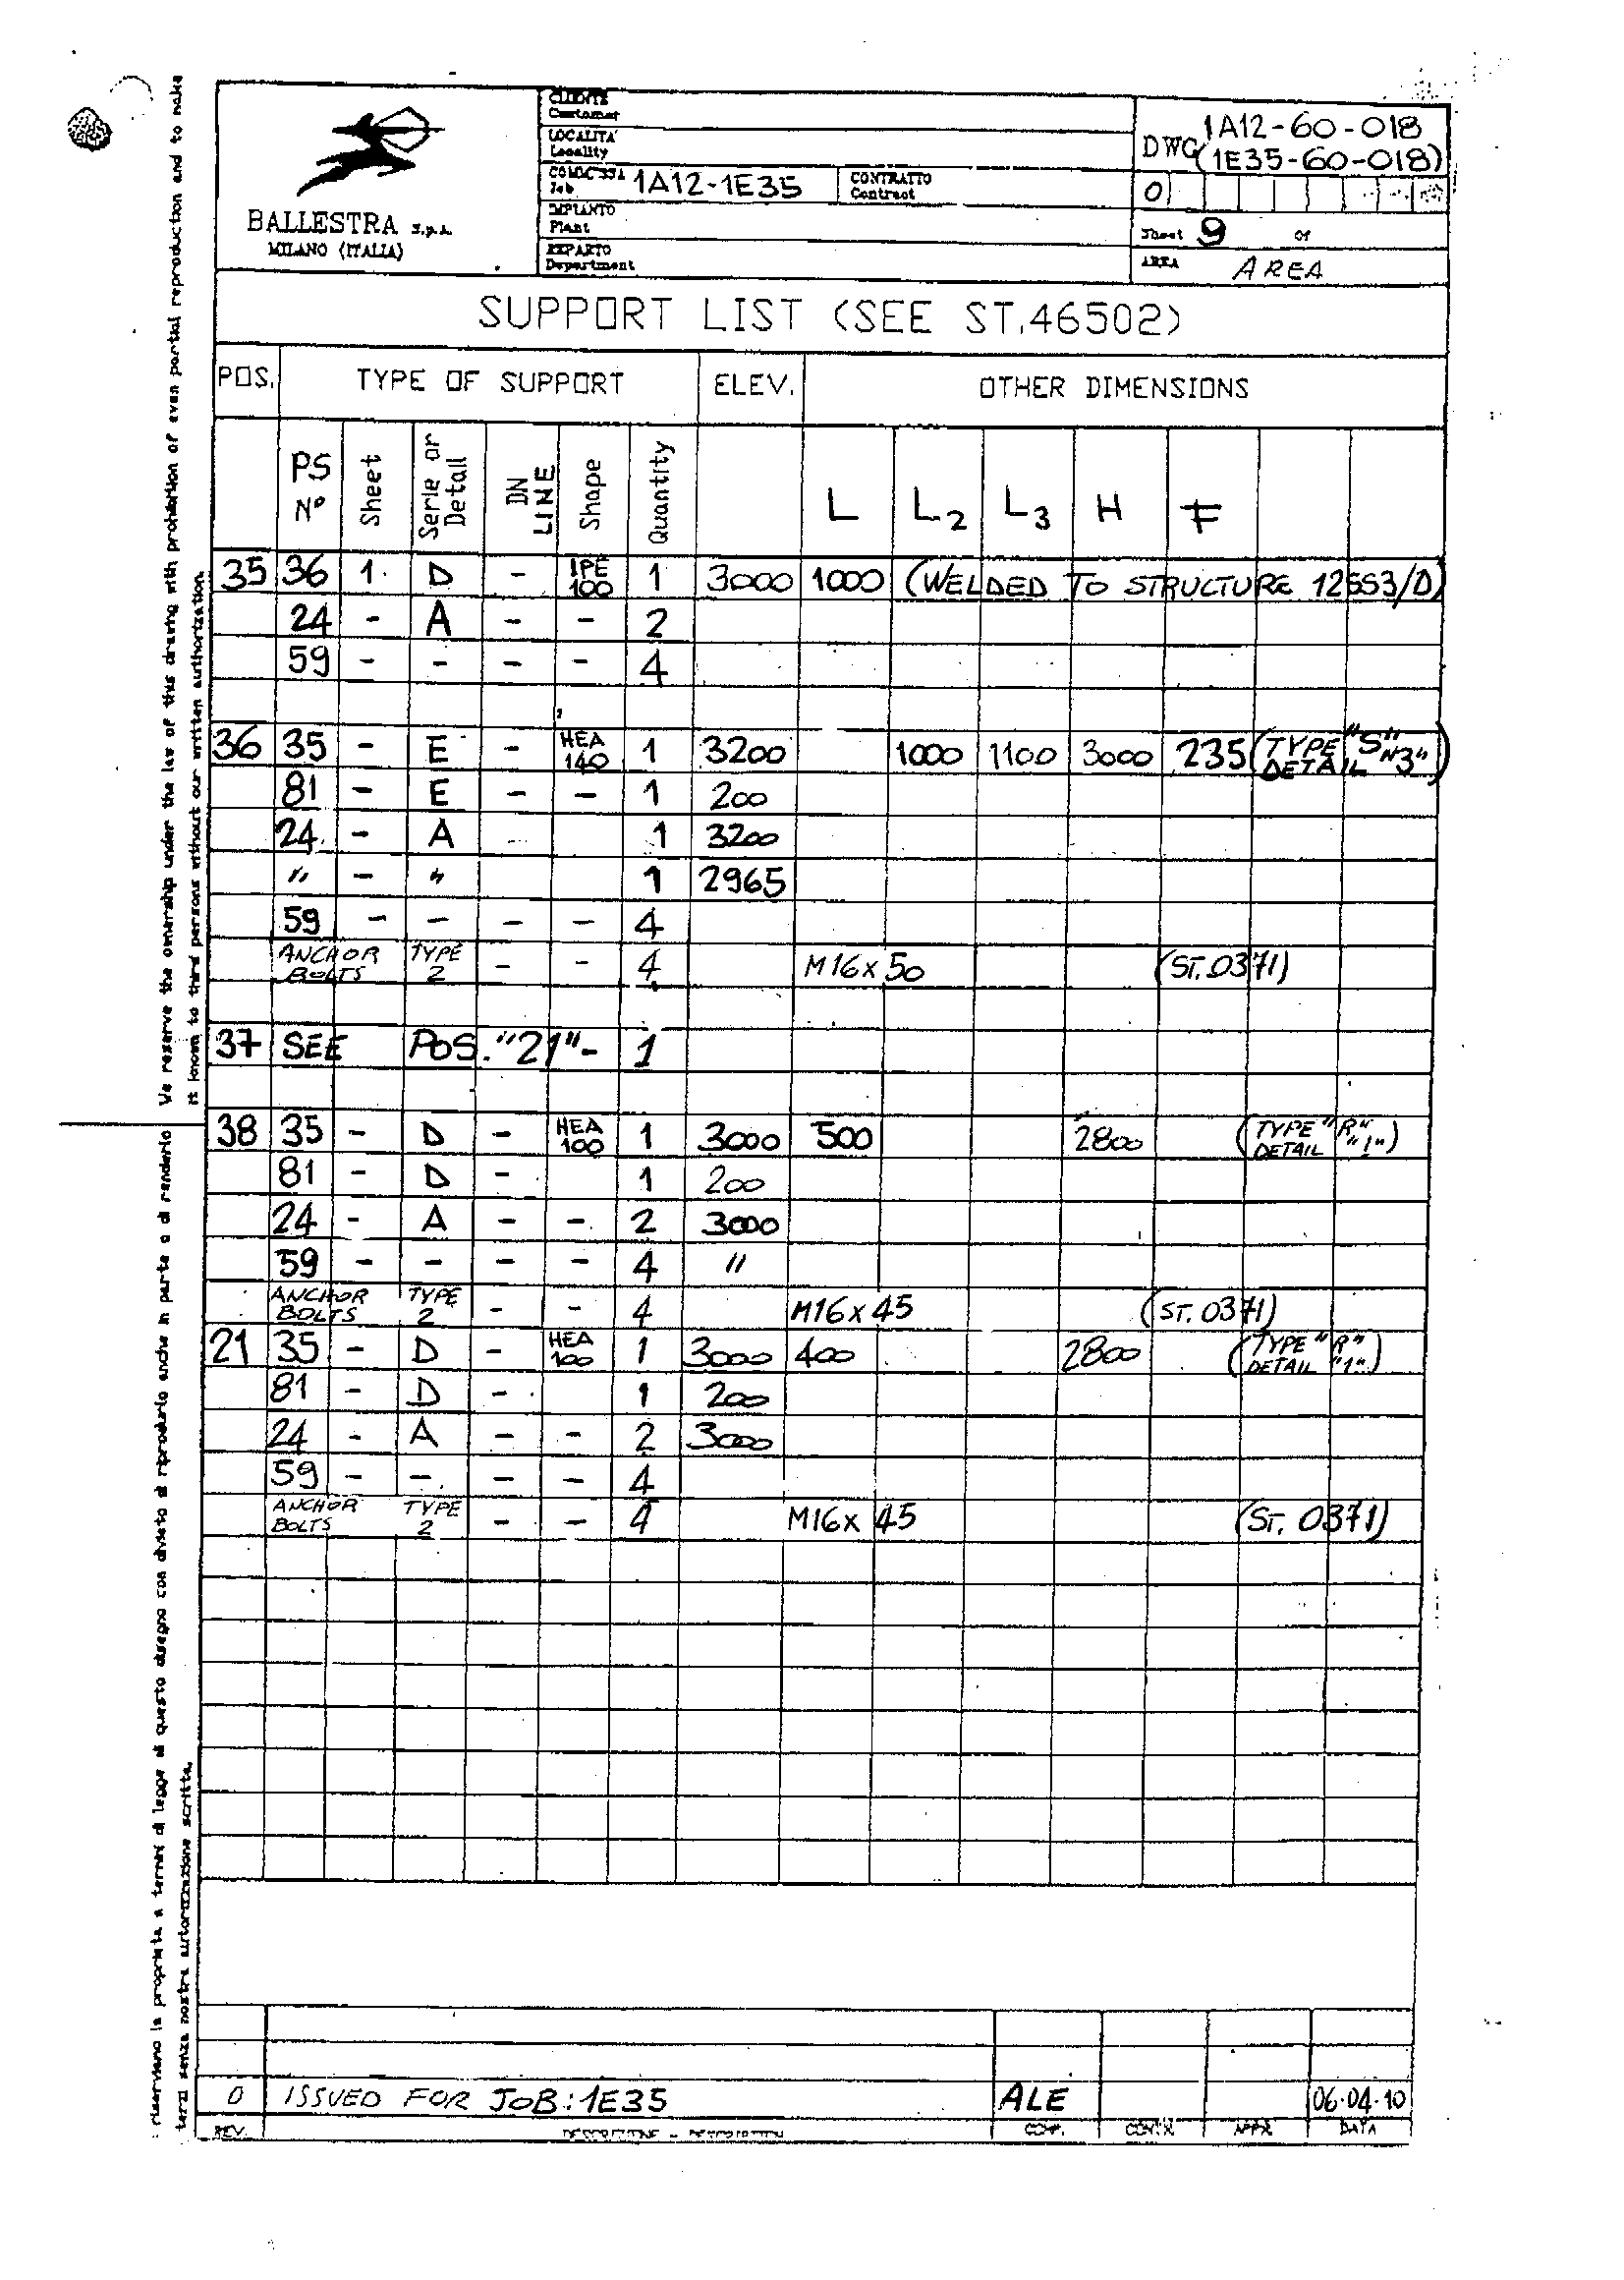 BALLESTRA S.p.A.
MILANO (ITALIA)
CLIENTE
Customer
LOCALITA'
Locality
COMMESSA
Job 1A12-1E35
CONTRATTO
Contract
IMPIANTO
Plant
REPARTO
Department
DWG 1A12-60-018
(1E35-60-018)
0
Sheet 9 of
AREA AREA
SUPPORT LIST (SEE ST.46502)
POS. TYPE OF SUPPORT ELEV. OTHER DIMENSIONS
PS N° Sheet Serie or Detail DN LINE Shape Quantity L L2 L3 H F
35 36 1 D - IPE 100 1 3000 1000 (WELDED TO STRUCTURE 12SS3/D)
24 - A - - 2
59 - - - - 4
36 35 - E - HEA 140 1 3200 1000 1100 3000 235 (TYPE "S" DETAIL "3")
81 - E - - 1 200
24 - A 1 3200
" - " 1 2965
59 - - - - 4
ANCHOR BOLTS TYPE 2 - - 4 M16x50 (ST.0371)
37 SEE POS. "21" - 1
38 35 - D - HEA 100 1 3000 500 2800 (TYPE "R" DETAIL "1")
81 - D - 1 200
24 - A - - 2 3000
59 - - - - 4 "
ANCHOR BOLTS TYPE 2 - - 4 M16x45 (ST.0371)
21 35 - D - HEA 100 1 3000 400 2800 (TYPE "R" DETAIL "1")
81 - D - 1 200
24 - A - - 2 3000
59 - - - - 4
ANCHOR BOLTS TYPE 2 - - 4 M16x45 (ST. 0371)
0 ISSUED FOR JOB: 1E35 ALE 06.04.10
REV. DESCRIZIONE - DESCRIPTION COMP. CONTR. APPR. DATA
We reserve the ownership under the law of this drawing with prohibition of even partial reproduction and to make
it known to third persons without our written authorization.
riserviamo la proprieta a termini di legge di questo disegno con divieto di riprodurlo anche in parte o di renderlo
terzi senza nostra autorizzazione scritta.